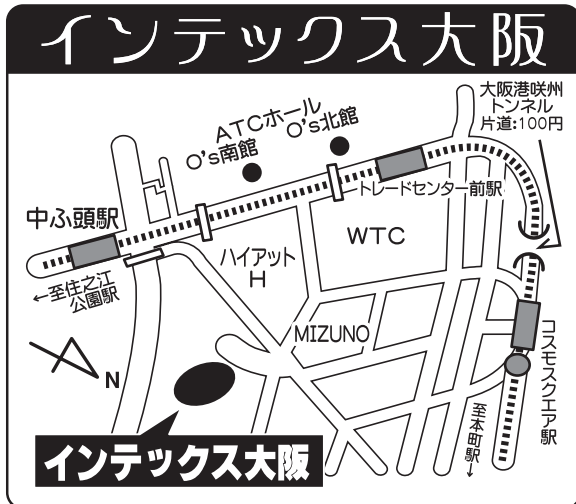 インテックス大阪
大阪港咲州
トンネル
片道:100円
ATCホール
O's南館
O's北館
トレードセンター前駅
中ふ頭駅
WTC
ハイアット
H
←至住之江
公園駅
MIZUNO
コスモスクエア駅
N
至本町駅→
インテックス大阪